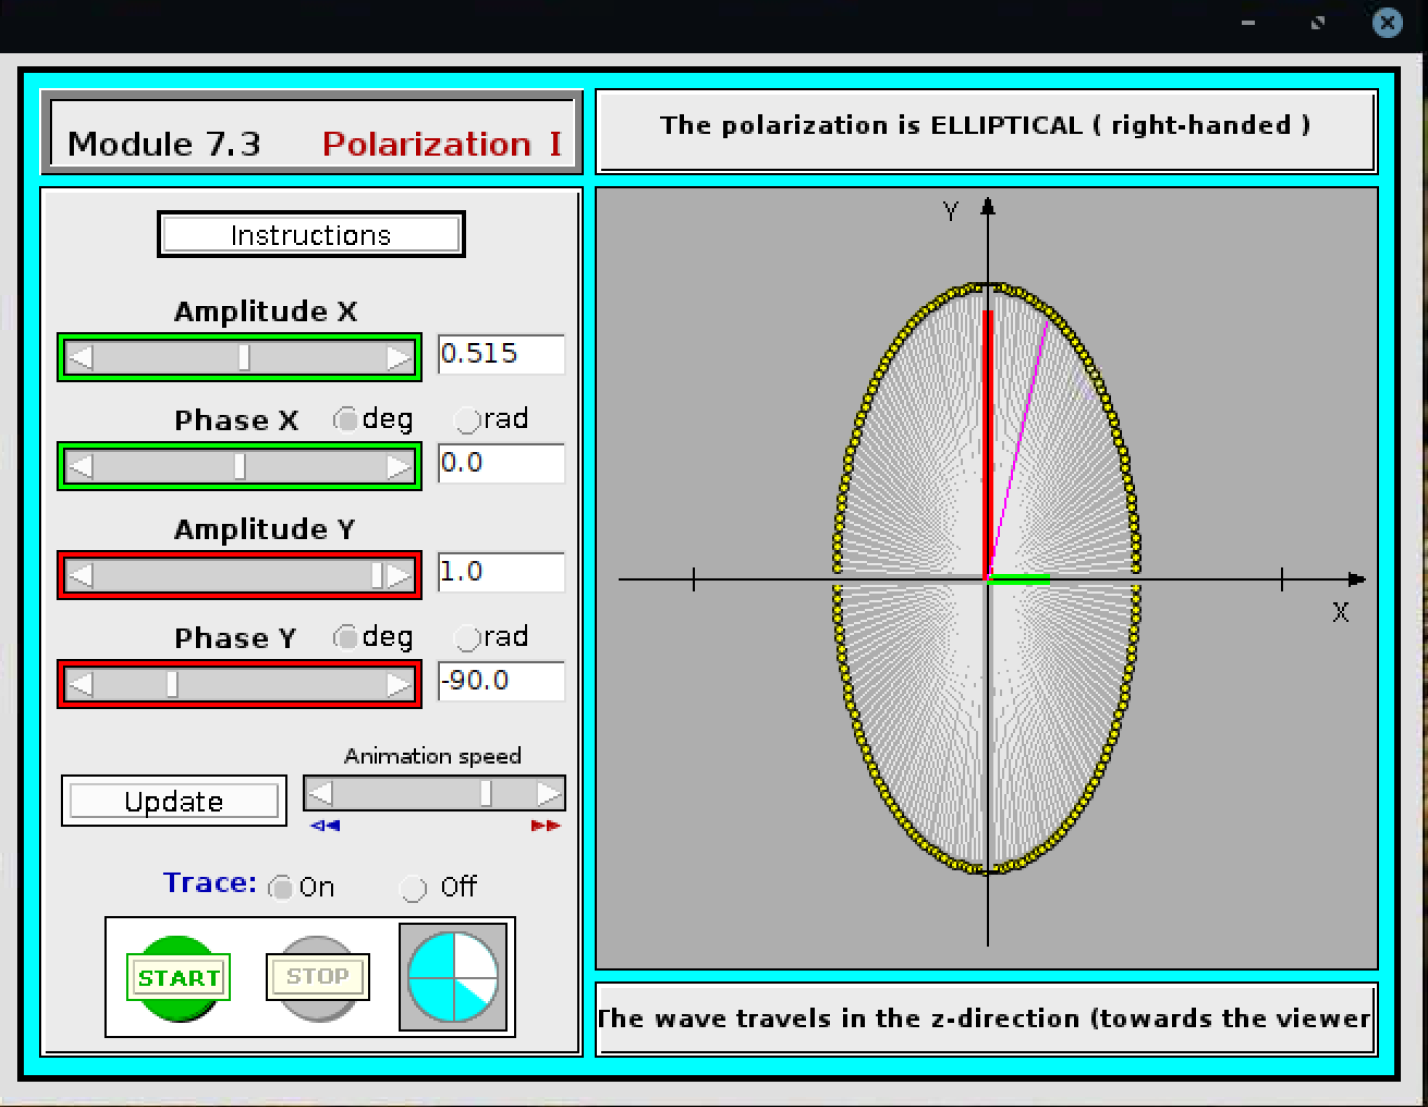 Module 7.3 Polarization I
The polarization is ELLIPTICAL ( right-handed )
Instructions
Amplitude X
0.515
Phase X deg rad
0.0
Amplitude Y
1.0
Phase Y deg rad
-90.0
Animation speed
Update
Trace: On Off
START STOP
Y
X
The wave travels in the z-direction (towards the viewer